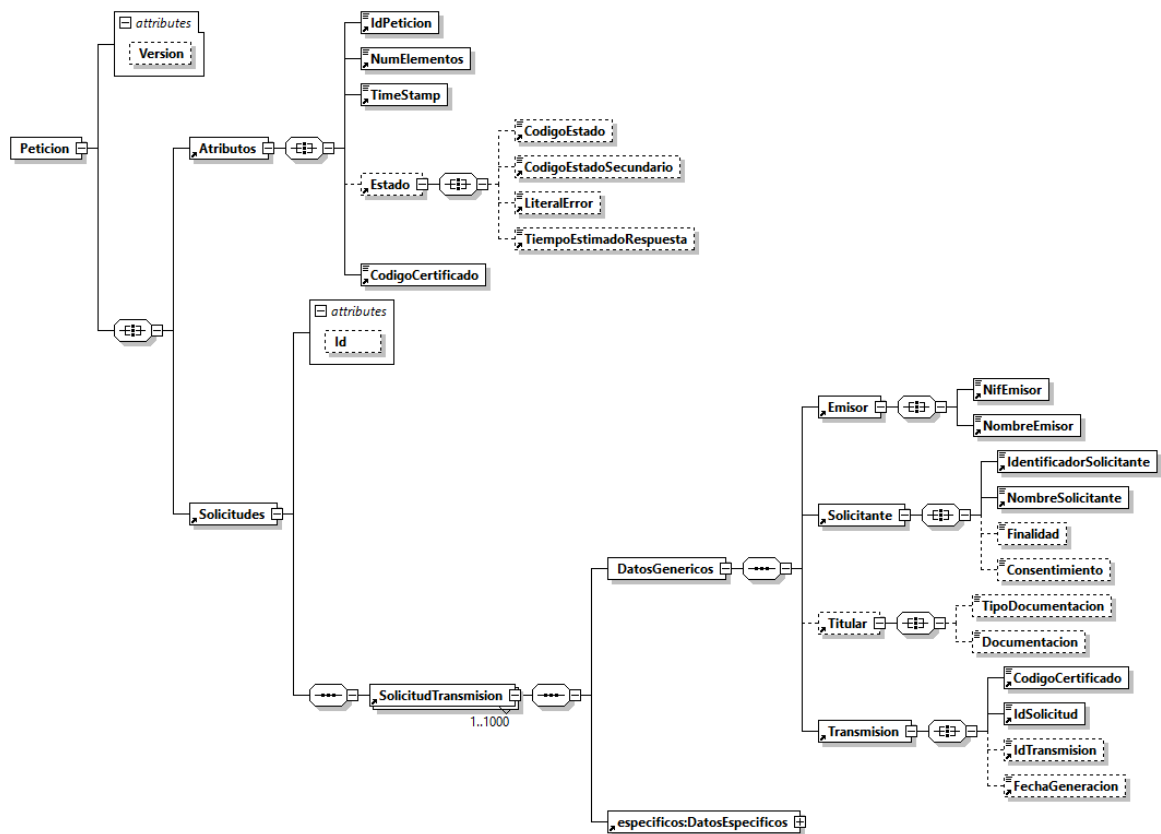 attributes
Version
Peticion
Atributos
IdPeticion
NumElementos
TimeStamp
Estado
CodigoEstado
CodigoEstadoSecundario
LiteralError
TiempoEstimadoRespuesta
CodigoCertificado
Solicitudes
attributes
Id
SolicitudTransmision
1..1000
DatosGenericos
Emisor
NifEmisor
NombreEmisor
Solicitante
IdentificadorSolicitante
NombreSolicitante
Finalidad
Consentimiento
Titular
TipoDocumentacion
Documentacion
Transmision
CodigoCertificado
IdSolicitud
IdTransmision
FechaGeneracion
especificos:DatosEspecificos